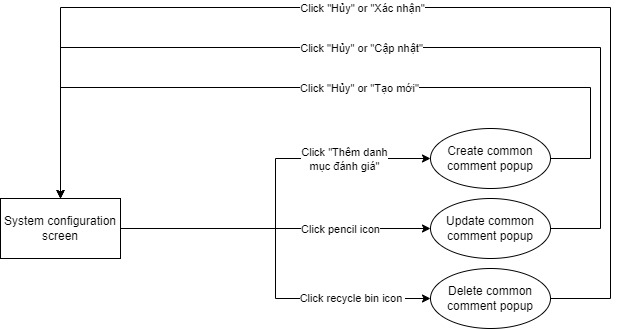 Click "Hủy" or "Xác nhận"
Click "Hủy" or "Cập nhật"
Click "Hủy" or "Tạo mới"
Click "Thêm danh
mục đánh giá"
Create common
comment popup
System configuration
screen
Click pencil icon
Update common
comment popup
Click recycle bin icon
Delete common
comment popup